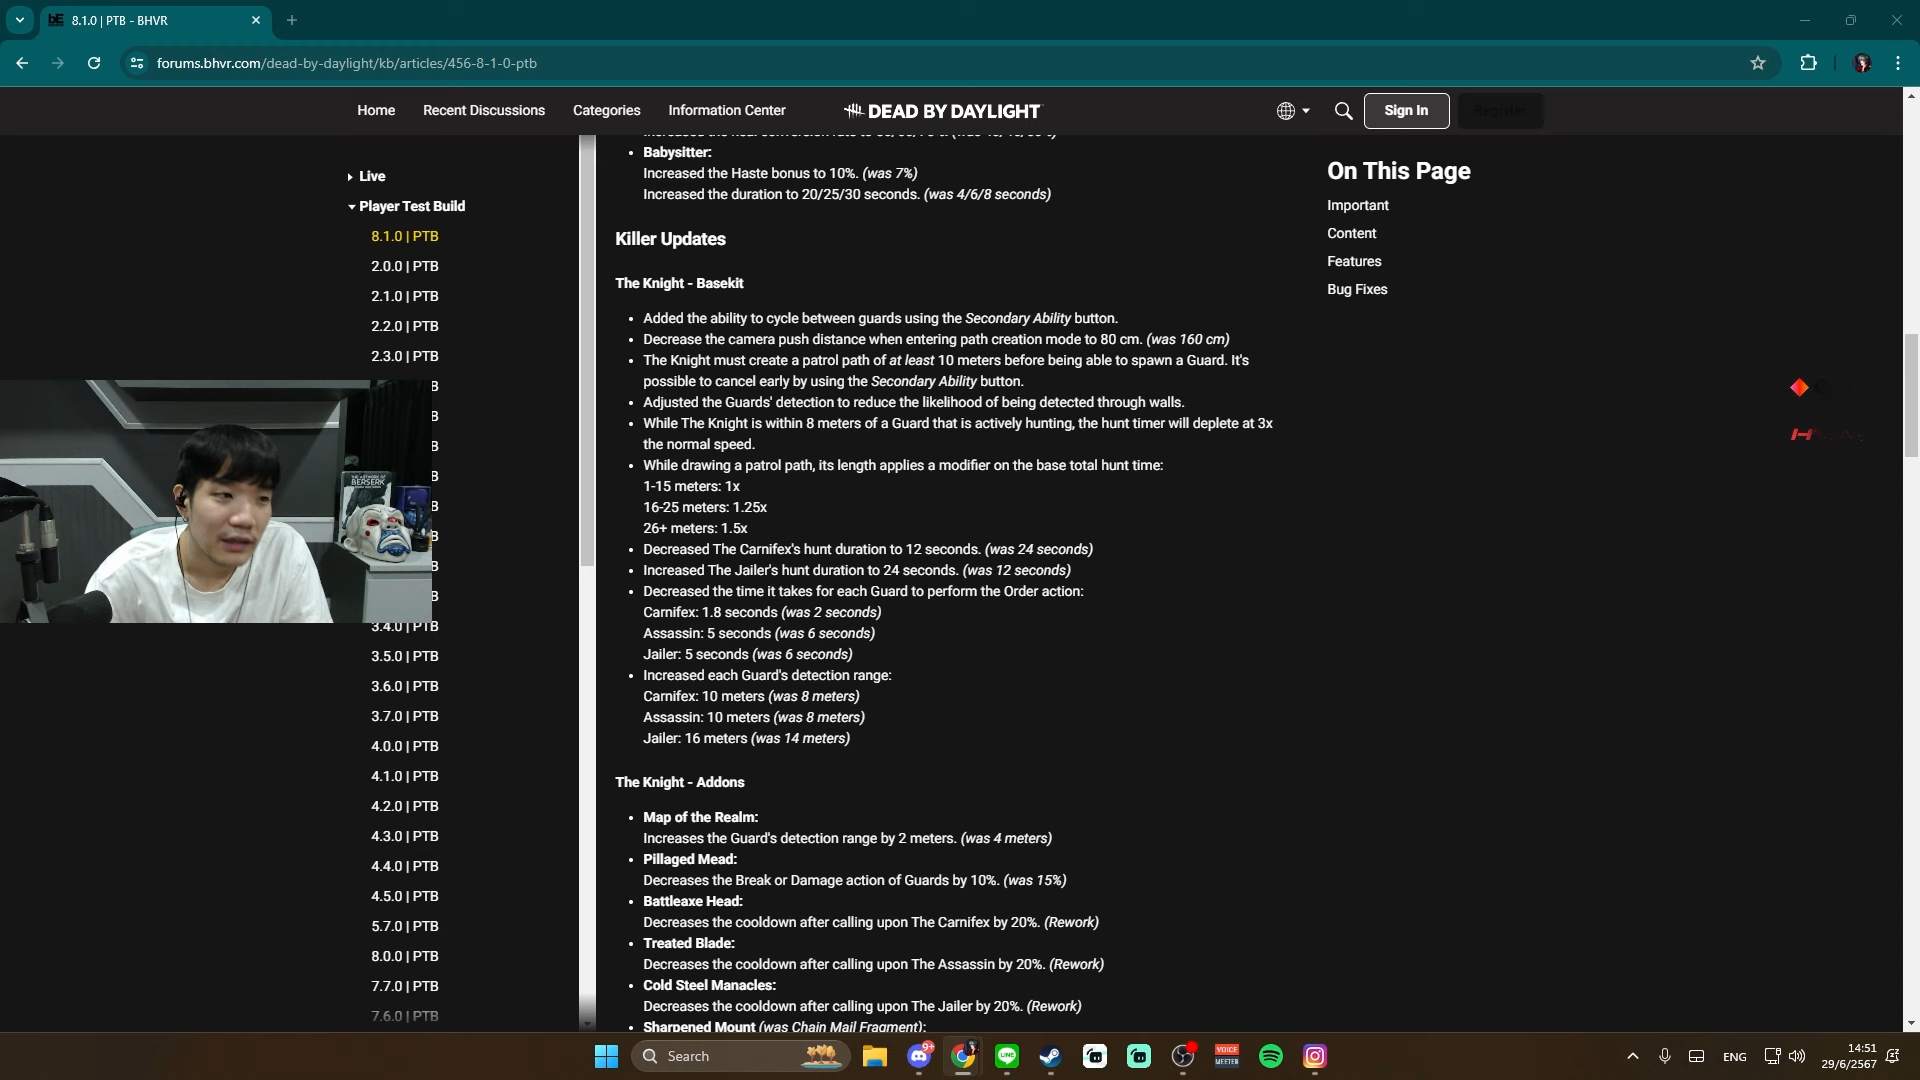 8.1.0 | PTB - BHVR
forums.bhvr.com/dead-by-daylight/kb/articles/456-8-1-0-ptb
Home
Recent Discussions
Categories
Information Center
DEAD BY DAYLIGHT
Sign In
Register
Live
Player Test Build
8.1.0 | PTB
2.0.0 | PTB
2.1.0 | PTB
2.2.0 | PTB
2.3.0 | PTB
B
B
B
B
B
B
B
B
3.4.0 | PTB
3.5.0 | PTB
3.6.0 | PTB
3.7.0 | PTB
4.0.0 | PTB
4.1.0 | PTB
4.2.0 | PTB
4.3.0 | PTB
4.4.0 | PTB
4.5.0 | PTB
5.7.0 | PTB
8.0.0 | PTB
7.7.0 | PTB
7.6.0 | PTB
BERSERK
Babysitter:
Increased the Haste bonus to 10%. (was 7%)
Increased the duration to 20/25/30 seconds. (was 4/6/8 seconds)
Killer Updates
The Knight - Basekit
Added the ability to cycle between guards using the Secondary Ability button.
Decrease the camera push distance when entering path creation mode to 80 cm. (was 160 cm)
The Knight must create a patrol path of at least 10 meters before being able to spawn a Guard. It's
possible to cancel early by using the Secondary Ability button.
Adjusted the Guards' detection to reduce the likelihood of being detected through walls.
While The Knight is within 8 meters of a Guard that is actively hunting, the hunt timer will deplete at 3x
the normal speed.
While drawing a patrol path, its length applies a modifier on the base total hunt time:
1-15 meters: 1x
16-25 meters: 1.25x
26+ meters: 1.5x
Decreased The Carnifex's hunt duration to 12 seconds. (was 24 seconds)
Increased The Jailer's hunt duration to 24 seconds. (was 12 seconds)
Decreased the time it takes for each Guard to perform the Order action:
Carnifex: 1.8 seconds (was 2 seconds)
Assassin: 5 seconds (was 6 seconds)
Jailer: 5 seconds (was 6 seconds)
Increased each Guard's detection range:
Carnifex: 10 meters (was 8 meters)
Assassin: 10 meters (was 8 meters)
Jailer: 16 meters (was 14 meters)
The Knight - Addons
Map of the Realm:
Increases the Guard's detection range by 2 meters. (was 4 meters)
Pillaged Mead:
Decreases the Break or Damage action of Guards by 10%. (was 15%)
Battleaxe Head:
Decreases the cooldown after calling upon The Carnifex by 20%. (Rework)
Treated Blade:
Decreases the cooldown after calling upon The Assassin by 20%. (Rework)
Cold Steel Manacles:
Decreases the cooldown after calling upon The Jailer by 20%. (Rework)
Sharpened Mount (was Chain Mail Fragment):
On This Page
Important
Content
Features
Bug Fixes
Search
9+
LINE
VOICE
MEETER
ENG
14:51
29/6/2567